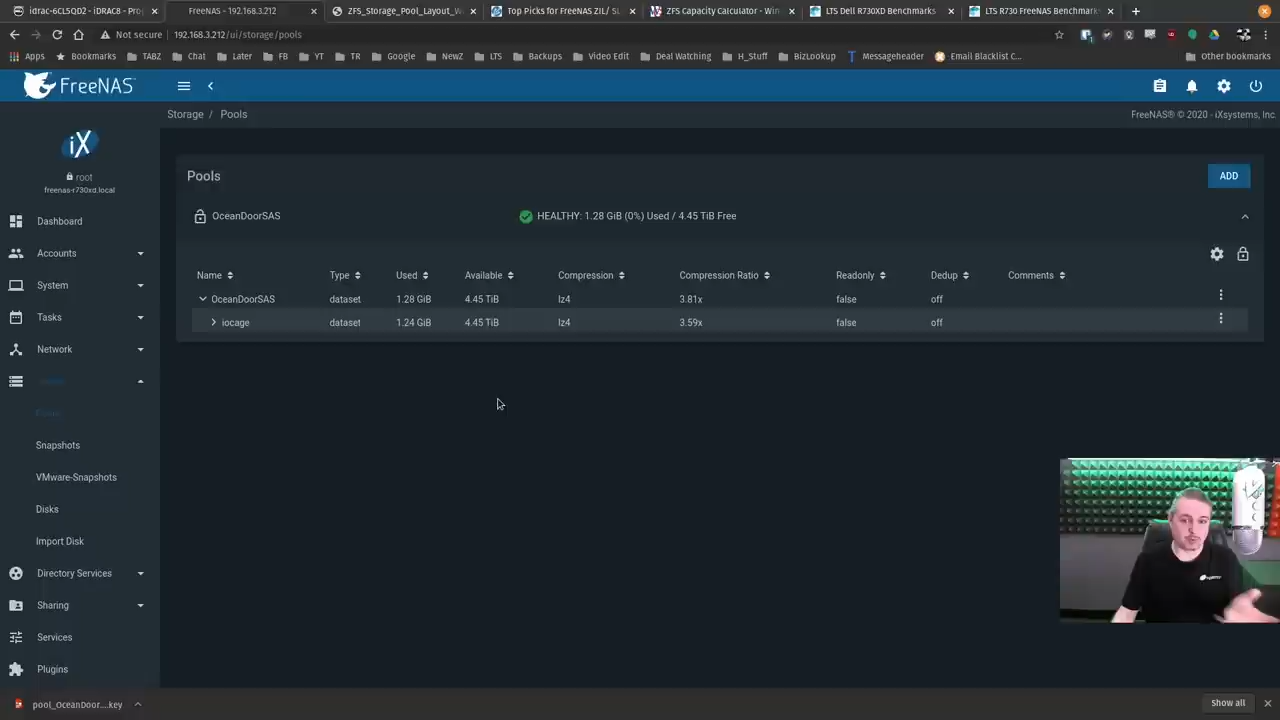 idrac-6CL5QD2 - iDRAC8 - Pro
FreeNAS - 192.168.3.212
ZFS_Storage_Pool_Layout_W
Top Picks for FreeNAS ZIL/ SL
ZFS Capacity Calculator - Win
LTS Dell R730XD Benchmarks
LTS R730 FreeNAS Benchmark
Not secure
192.168.3.212/ui/storage/pools
Apps
Bookmarks
TABZ
Chat
Later
FB
YT
TR
Google
NewZ
LTS
Backups
Video Edit
Deal Watching
H_Stuff
BizLookup
Messageheader
Email Blacklist C...
Other bookmarks
FreeNAS
Storage / Pools
FreeNAS® © 2020 - iXsystems, Inc.
iX
root
freenas-r730xd.local
Dashboard
Accounts
System
Tasks
Network
Storage
Pools
Snapshots
VMware-Snapshots
Disks
Import Disk
Directory Services
Sharing
Services
Plugins
Pools
ADD
OceanDoorSAS
HEALTHY: 1.28 GiB (0%) Used / 4.45 TiB Free
Name Type Used Available Compression Compression Ratio Readonly Dedup Comments
OceanDoorSAS dataset 1.28 GiB 4.45 TiB lz4 3.81x false off
iocage dataset 1.24 GiB 4.45 TiB lz4 3.59x false off
pool_OceanDoor....key
Show all